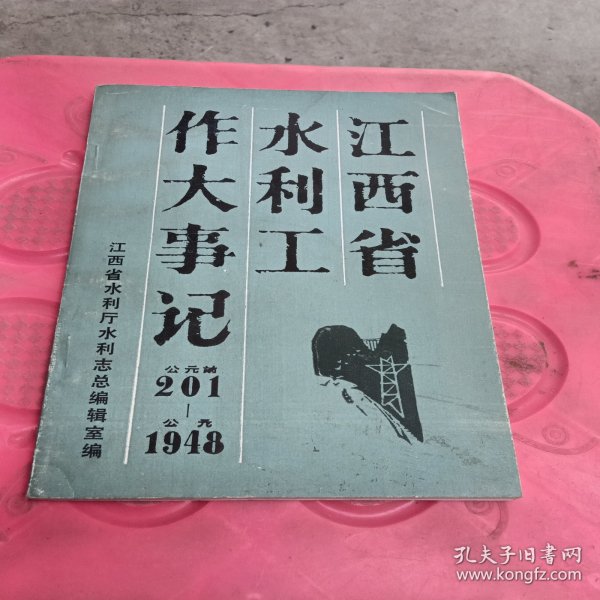 江西省
水利工
作大事记
公元前
201
—
公元
1948
江西省水利厅水利志总编辑室编
孔夫子旧书网
www.kongfz.com